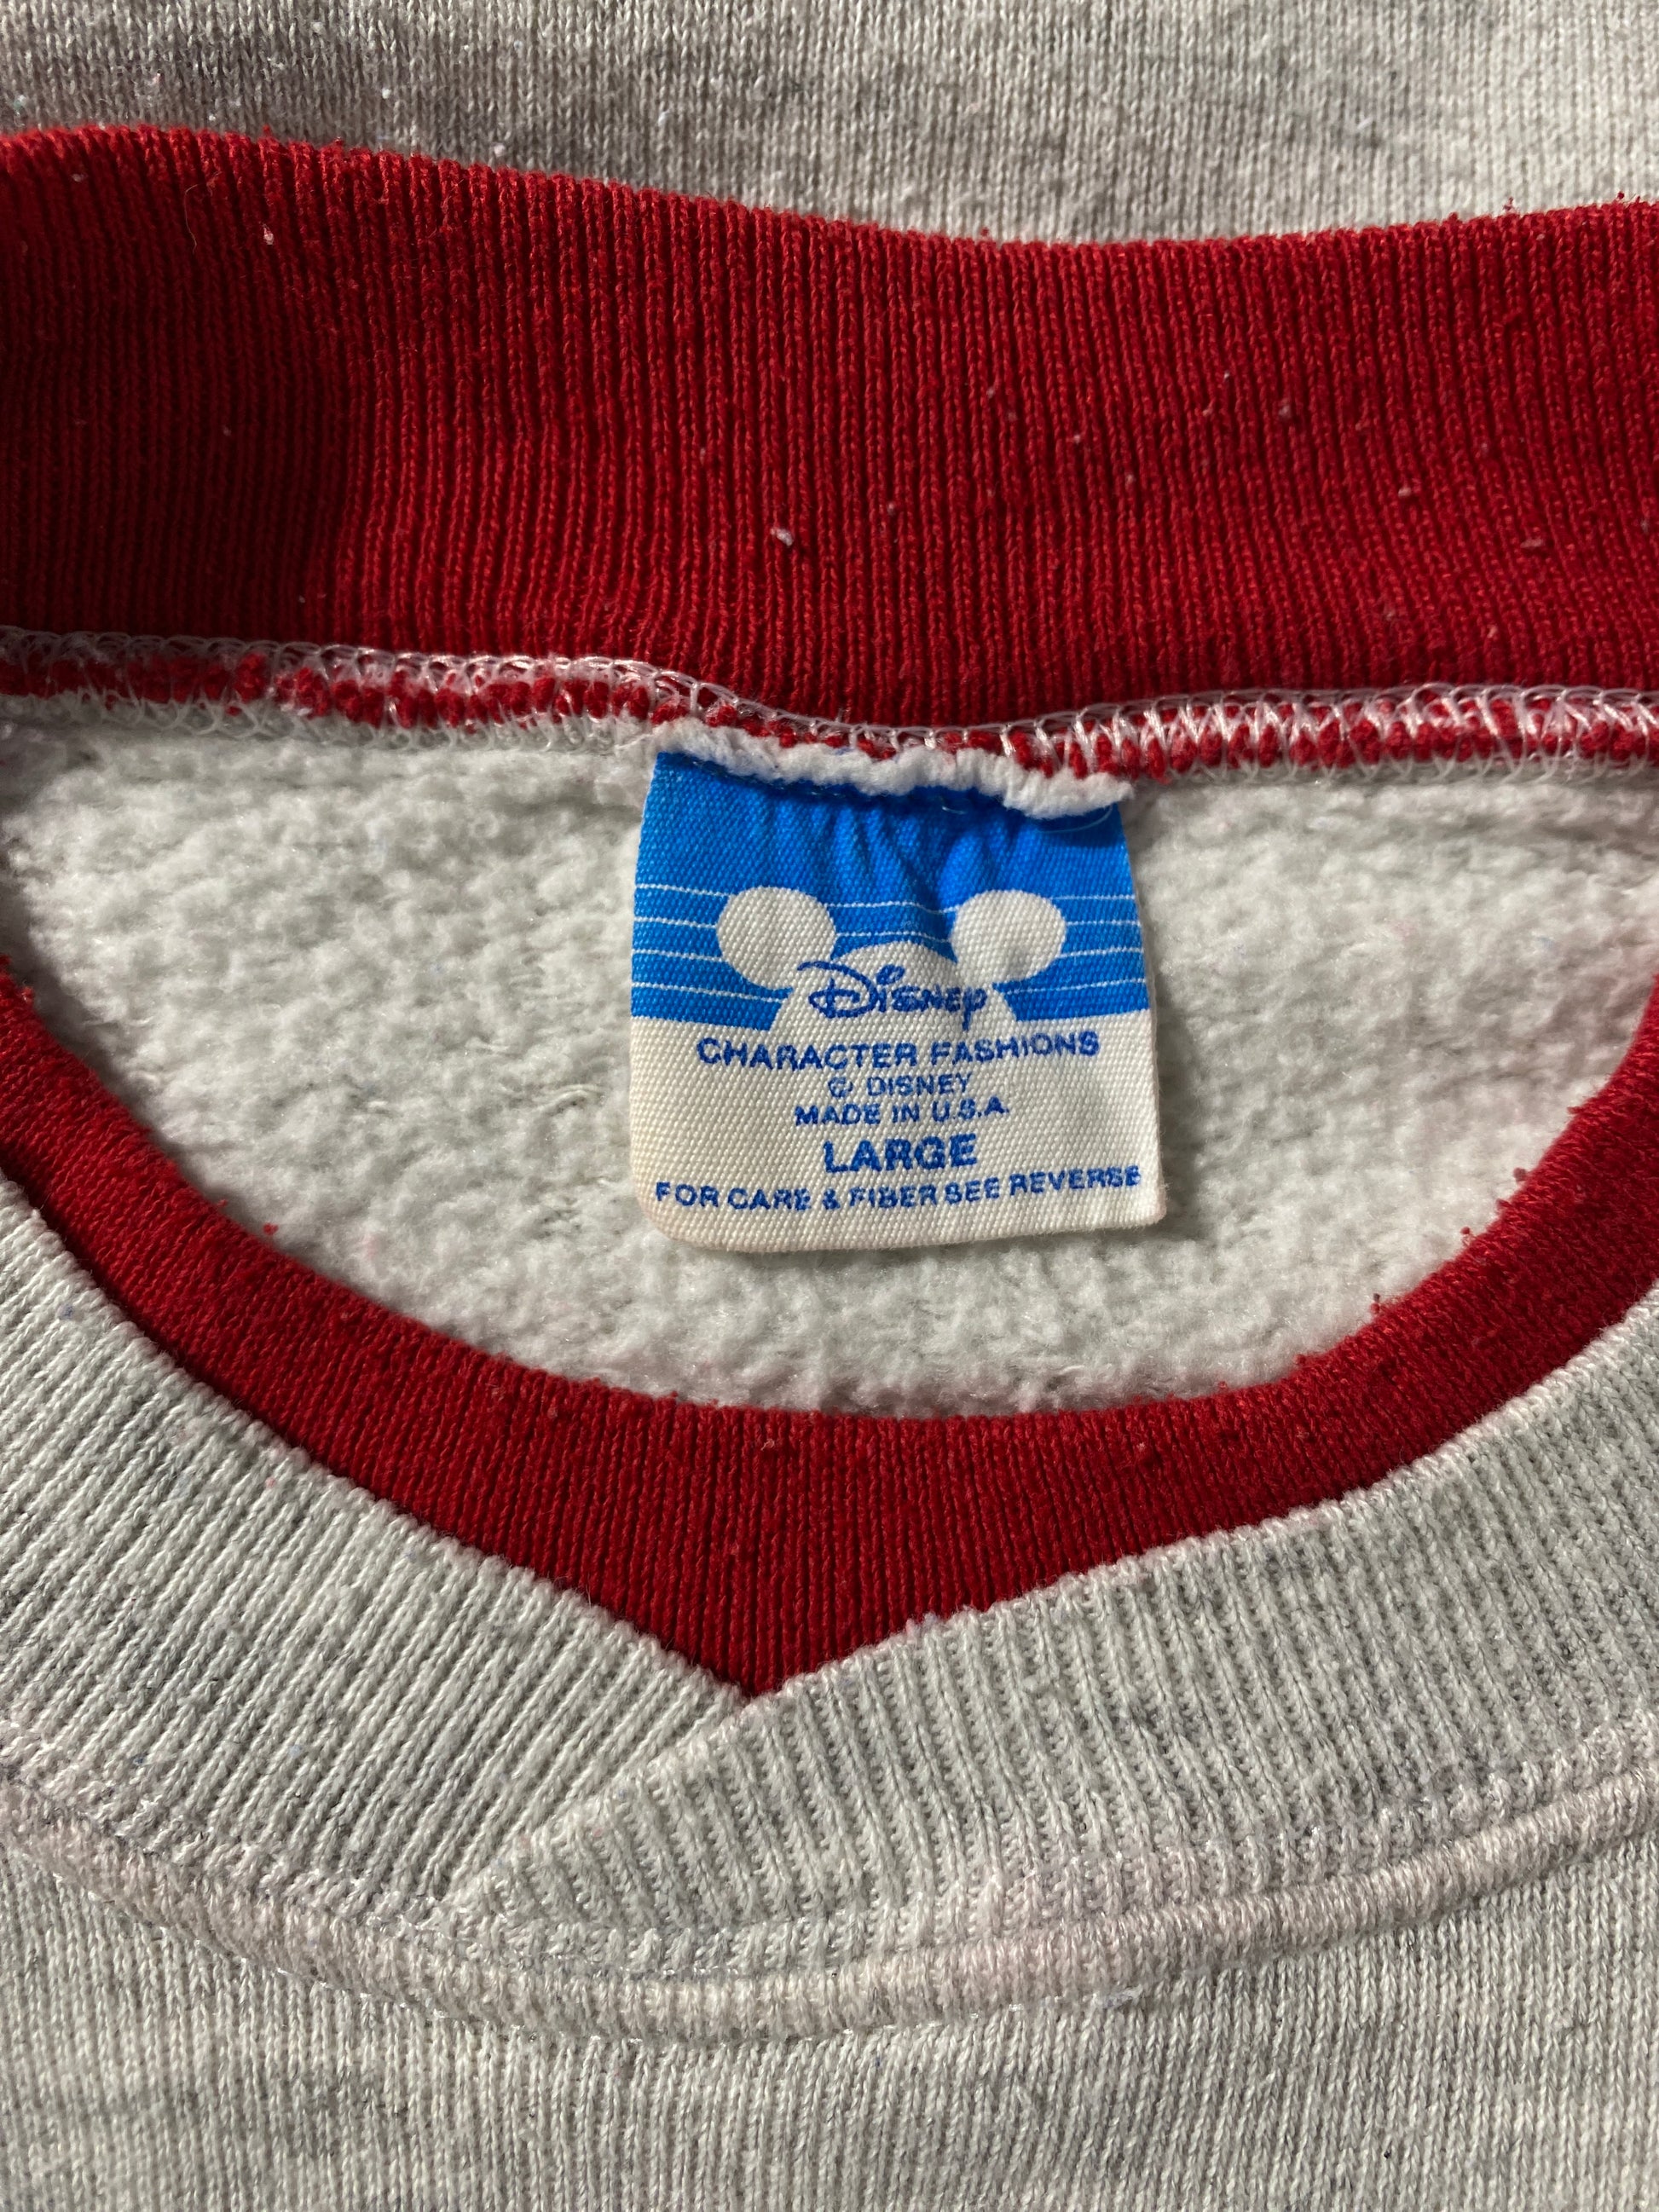 Disney
CHARACTER FASHIONS
© DISNEY
MADE IN U.S.A.
LARGE
FOR CARE & FIBER SEE REVERSE